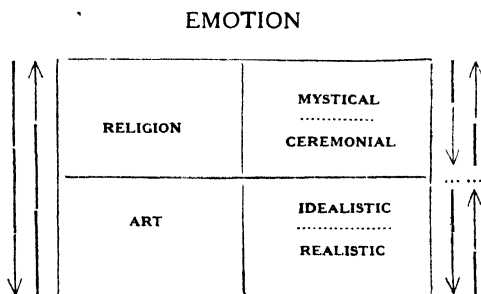 EMOTION
RELIGION
MYSTICAL
CEREMONIAL
ART
IDEALISTIC
REALISTIC